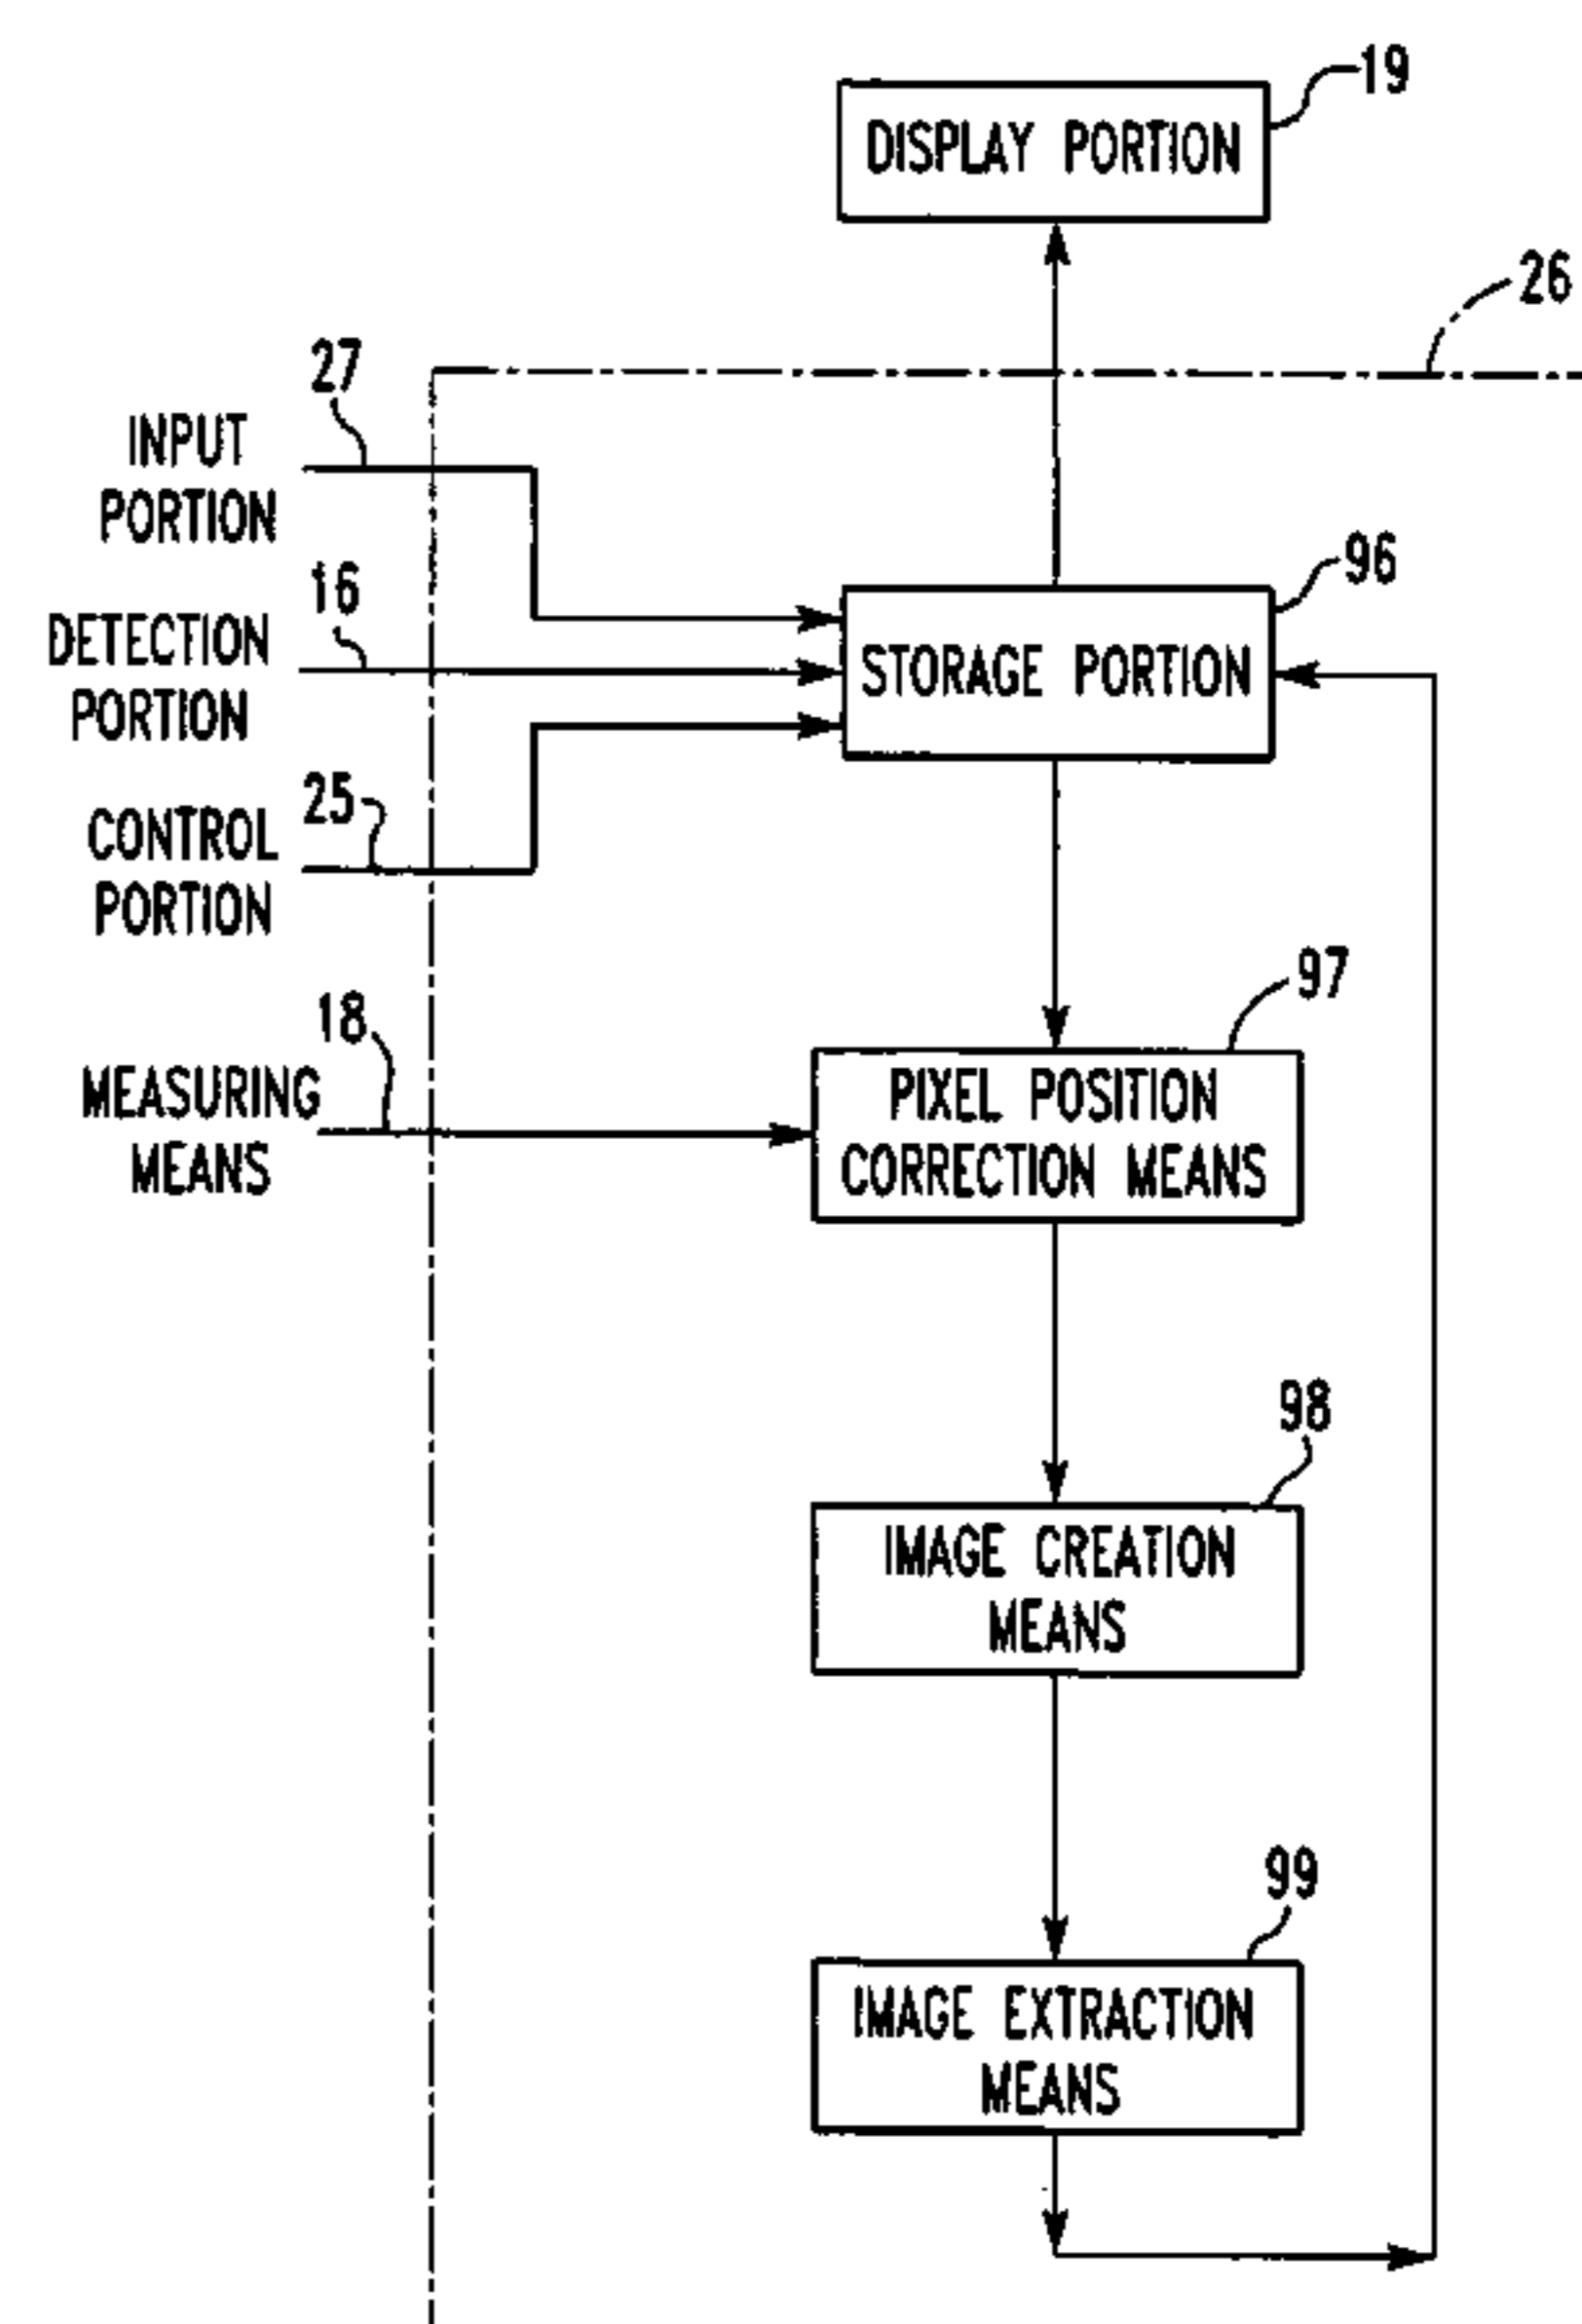 19
DISPLAY PORTION
26
27
INPUT
PORTION
96
16
DETECTION
PORTION
STORAGE PORTION
25
CONTROL
PORTION
97
18
MEASURING
MEANS
PIXEL POSITION
CORRECTION MEANS
98
IMAGE CREATION
MEANS
99
IMAGE EXTRACTION
MEANS